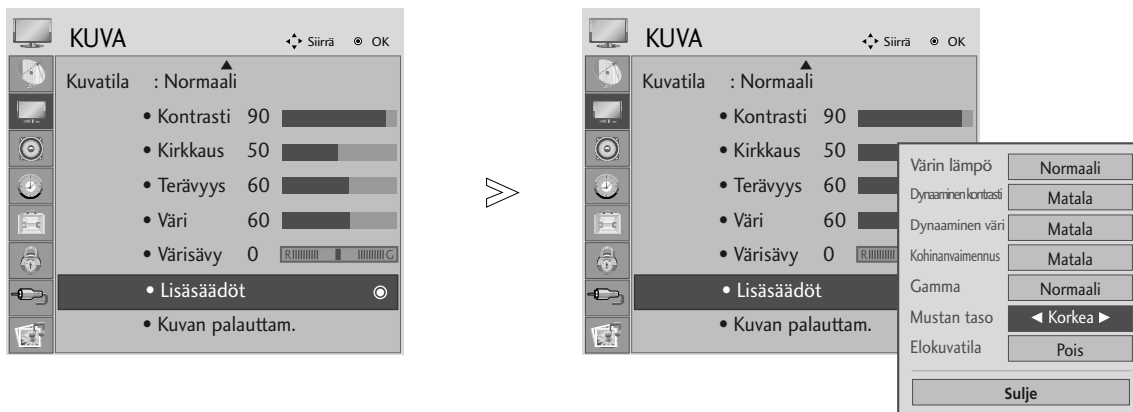 KUVA Siirrä OK
Kuvatila : Normaali
• Kontrasti 90
• Kirkkaus 50
• Terävyys 60
• Väri 60
• Värisävy 0 R G
• Lisäsäädöt
• Kuvan palauttam.
KUVA Siirrä OK
Kuvatila : Normaali
• Kontrasti 90
• Kirkkaus 50
• Terävyys 60
• Väri 60
• Värisävy 0 R
• Lisäsäädöt
• Kuvan palauttam.
Värin lämpö Normaali
Dynaaminen kontrasti Matala
Dynaaminen väri Matala
Kohinanvaimennus Matala
Gamma Normaali
Mustan taso ◄ Korkea ►
Elokuvatila Pois
Sulje